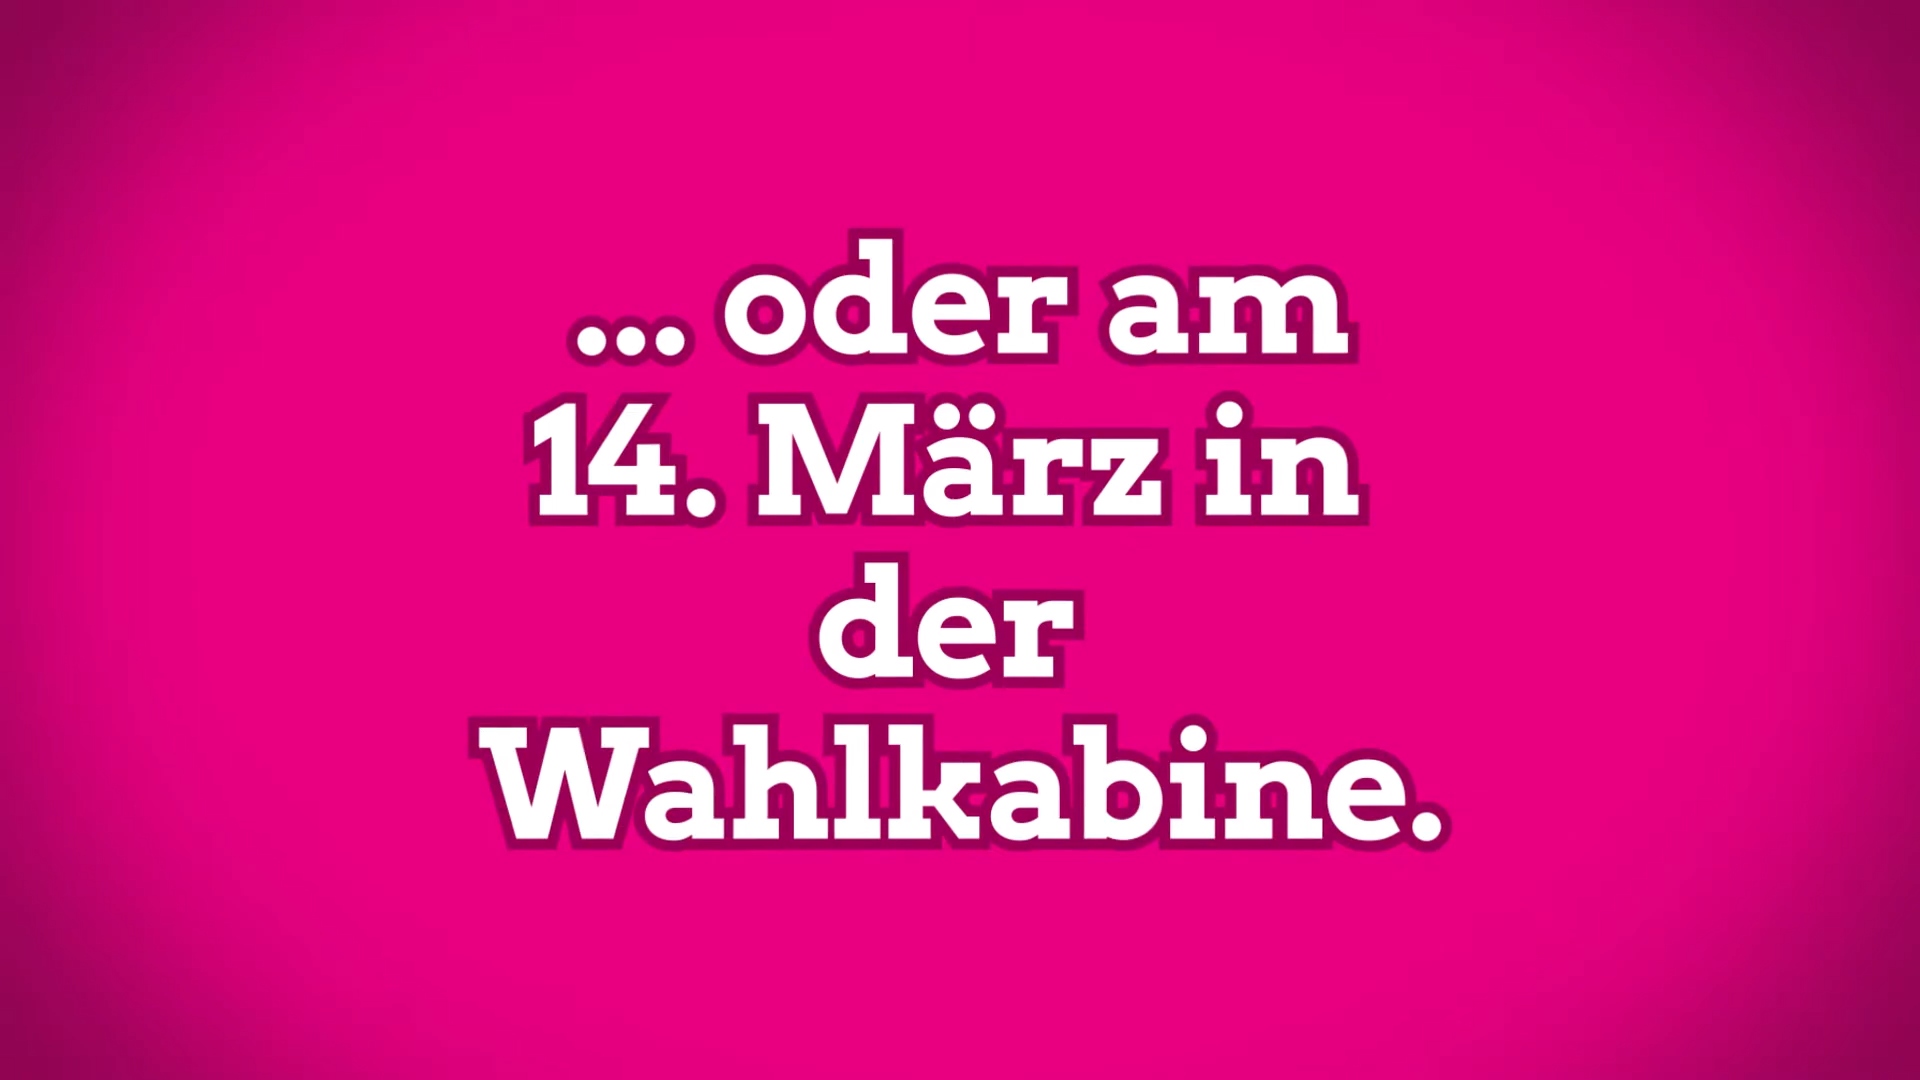 ... oder am
14. März in
der
Wahlkabine.